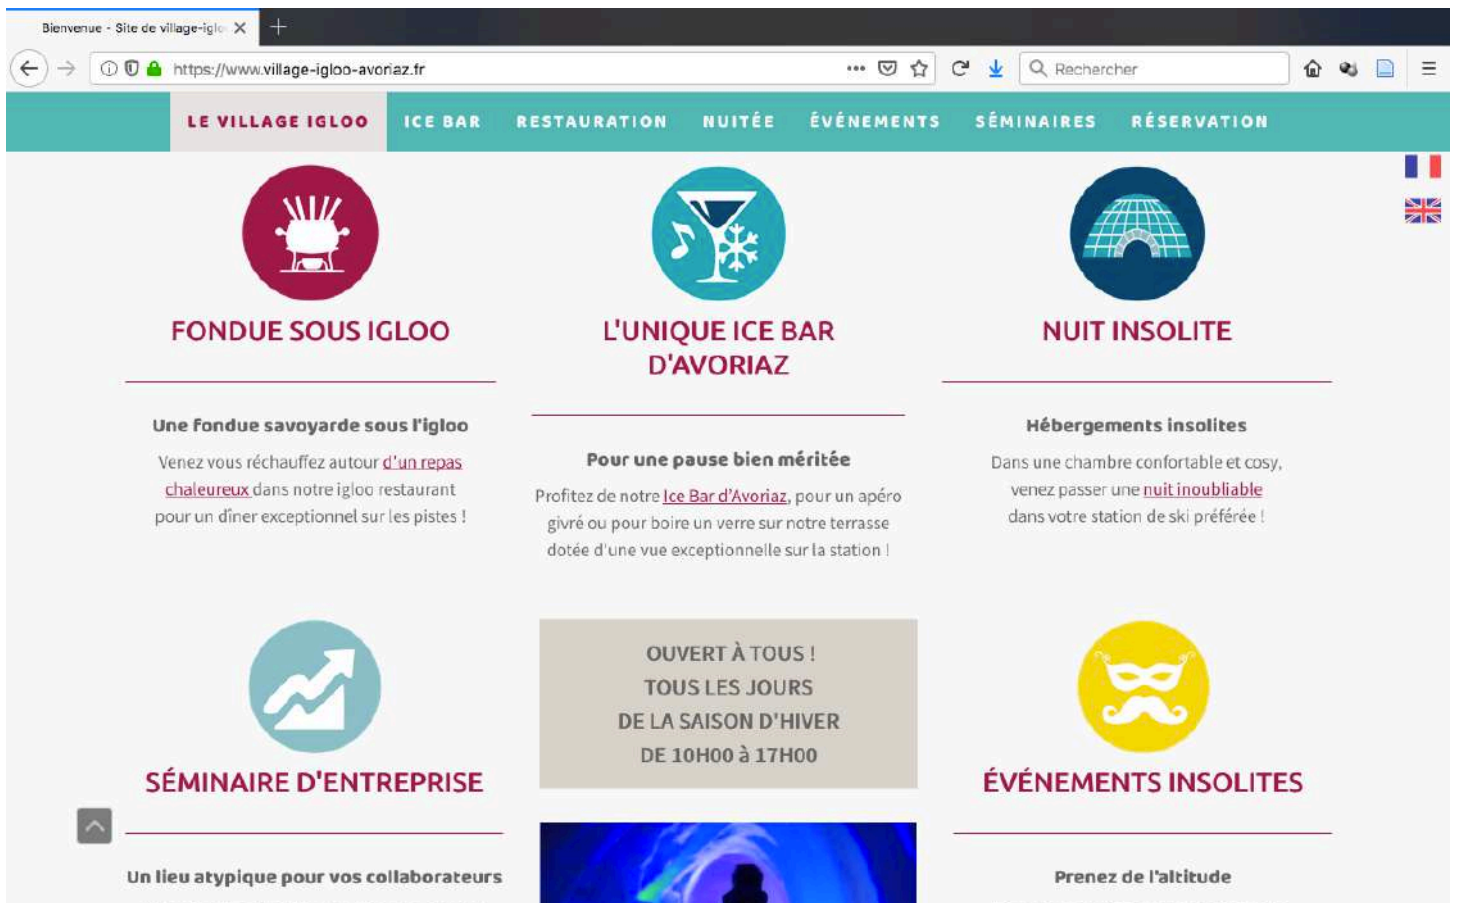 Bienvenue - Site de village-iglo
https://www.village-igloo-avoriaz.fr
Rechercher
LE VILLAGE IGLOO ICE BAR RESTAURATION NUITÉE ÉVÉNEMENTS SÉMINAIRES RÉSERVATION
FONDUE SOUS IGLOO
Une fondue savoyarde sous l'igloo
Venez vous réchauffez autour d'un repas
chaleureux dans notre igloo restaurant
pour un dîner exceptionnel sur les pistes !
L'UNIQUE ICE BAR
D'AVORIAZ
Pour une pause bien méritée
Profitez de notre Ice Bar d'Avoriaz, pour un apéro
givré ou pour boire un verre sur notre terrasse
dotée d'une vue exceptionnelle sur la station !
NUIT INSOLITE
Hébergements insolites
Dans une chambre confortable et cosy,
venez passer une nuit inoubliable
dans votre station de ski préférée !
SÉMINAIRE D'ENTREPRISE
Un lieu atypique pour vos collaborateurs
OUVERT À TOUS !
TOUS LES JOURS
DE LA SAISON D'HIVER
DE 10H00 à 17H00
ÉVÉNEMENTS INSOLITES
Prenez de l'altitude